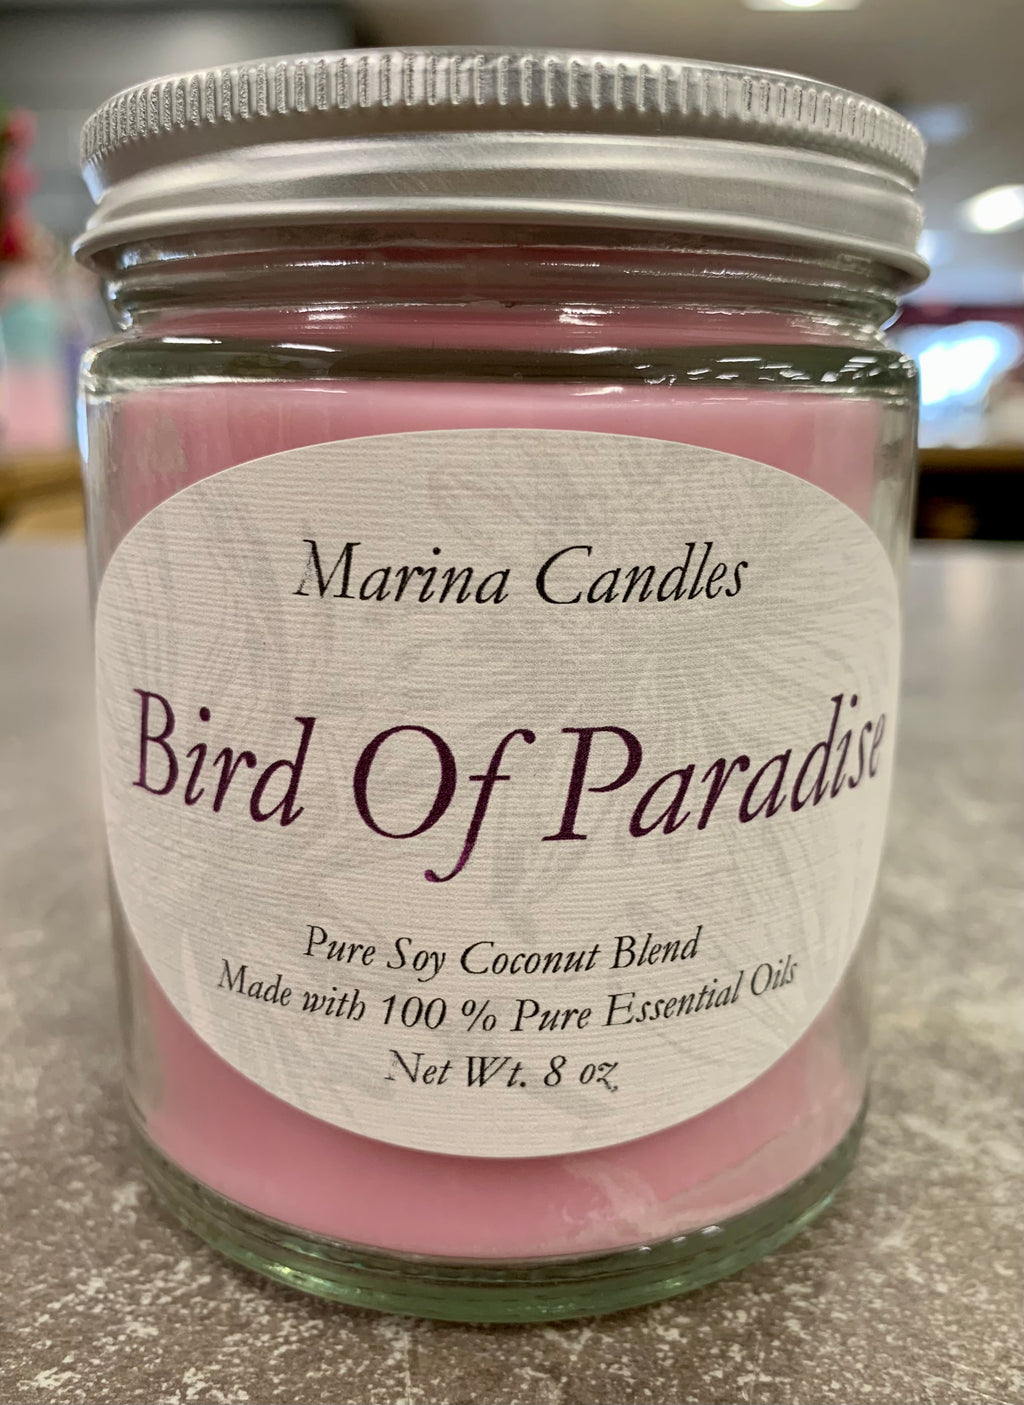 Marina Candles
Bird Of Paradise
Pure Soy Coconut Blend
Made with 100 % Pure Essential Oils
Net Wt. 8 oz,